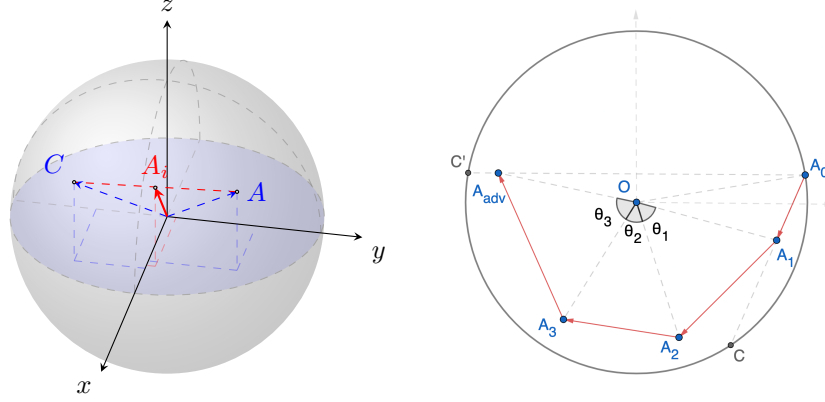 z
C
A_i
A
y
x
C'
A_adv
O
A_0
θ_3
θ_2
θ_1
A_1
A_3
A_2
C